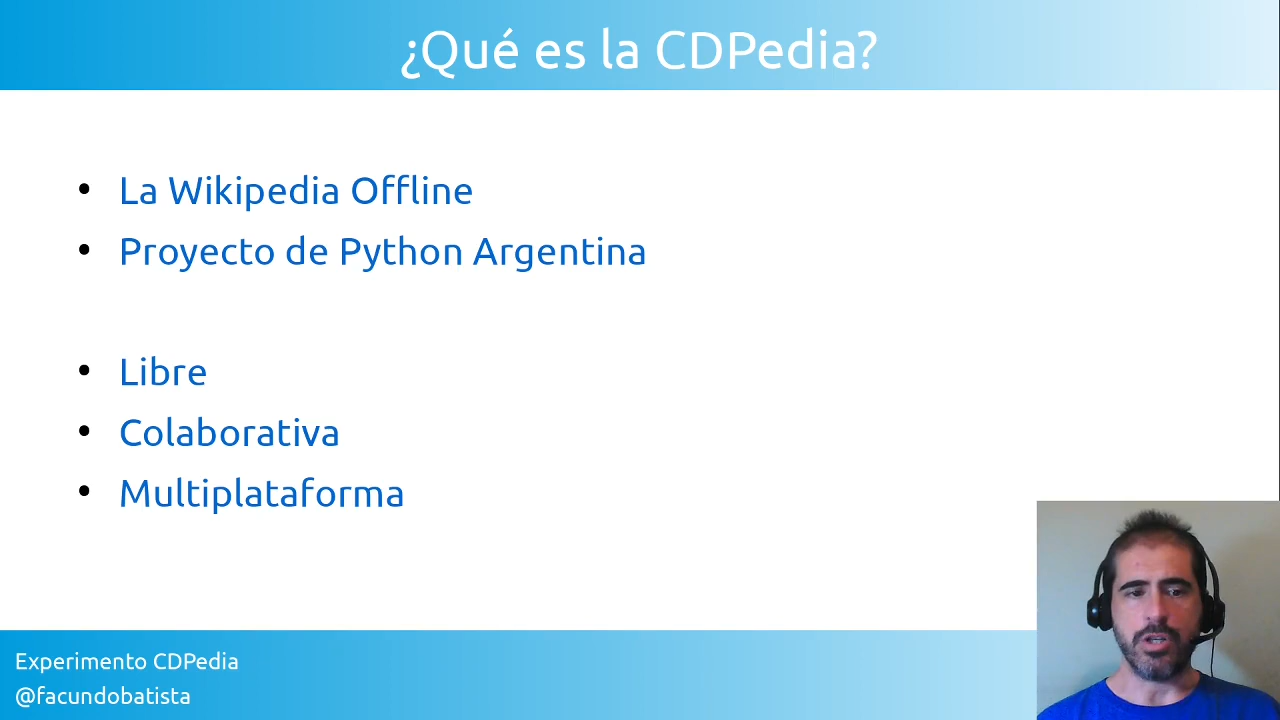 ¿Qué es la CDPedia?
La Wikipedia Offline
Proyecto de Python Argentina
Libre
Colaborativa
Multiplataforma
Experimento CDPedia
@facundobatista